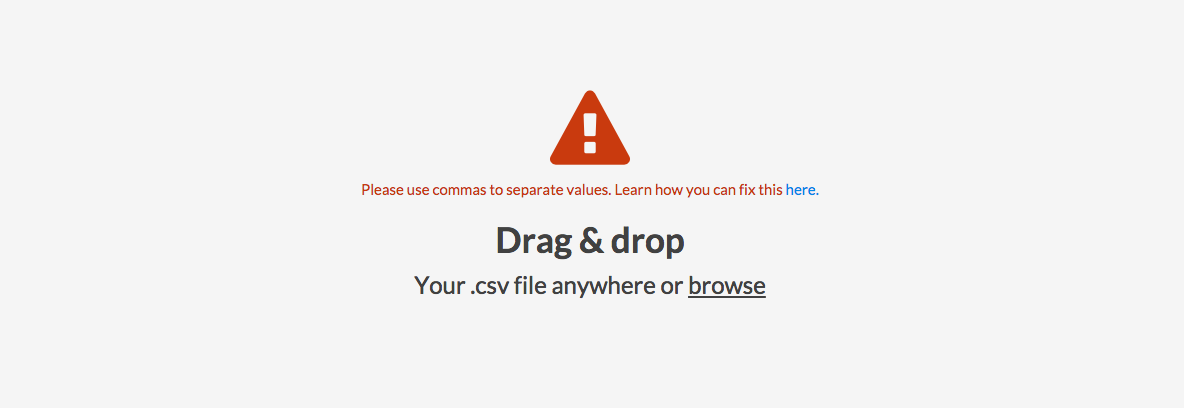 Please use commas to separate values. Learn how you can fix this here.
Drag & drop
Your .csv file anywhere or browse